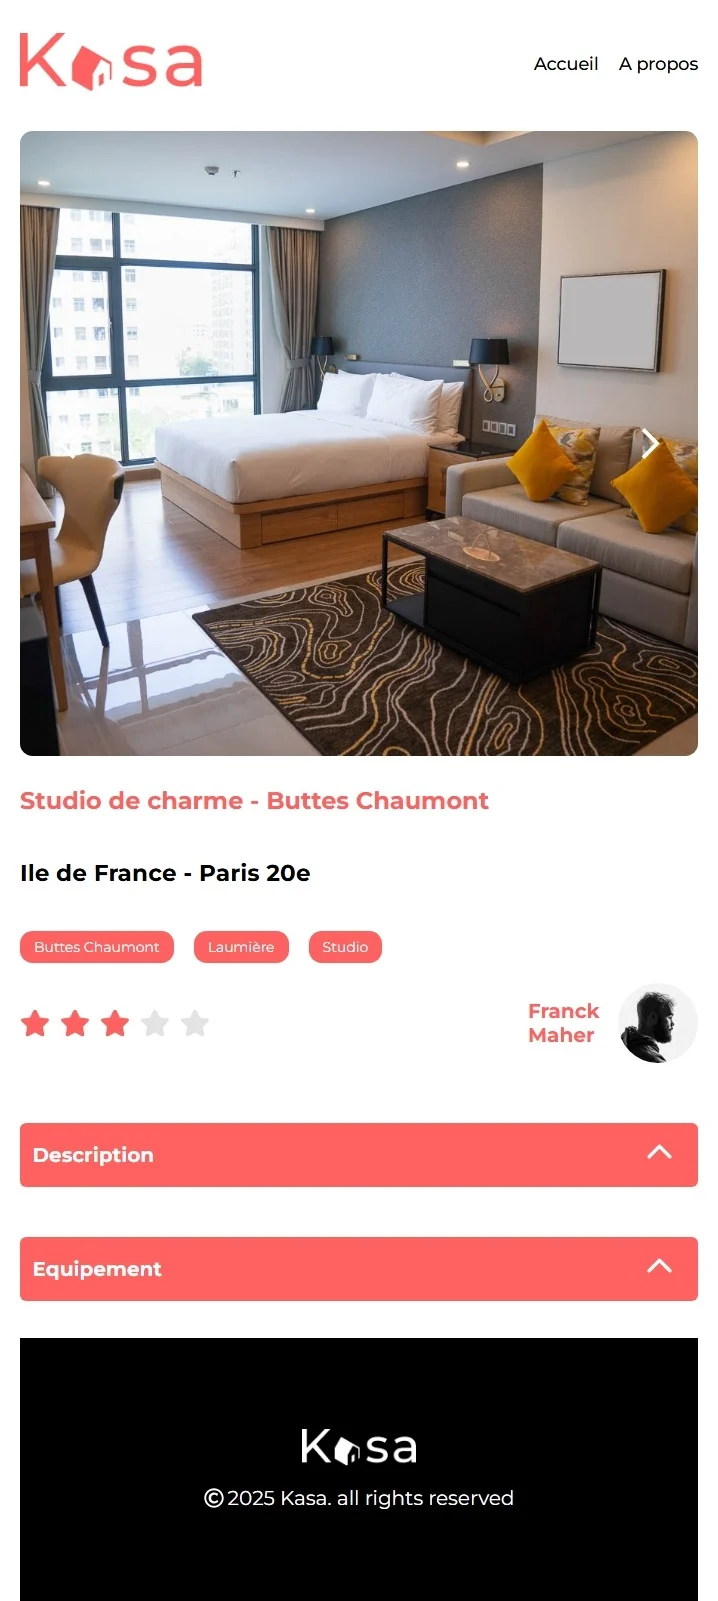 Kasa
Accueil A propos
Studio de charme - Buttes Chaumont
Ile de France - Paris 20e
Buttes Chaumont Laumière Studio
Franck
Maher
Description
Equipement
Kasa
©2025 Kasa. all rights reserved